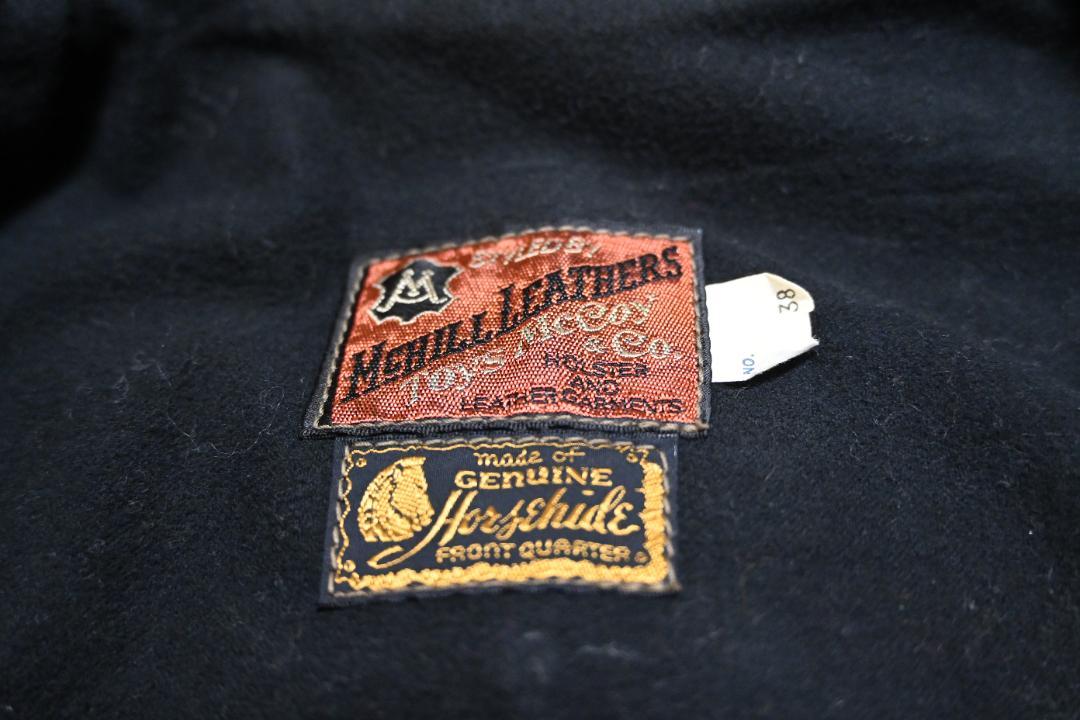 STYLED BY
M
McHILL LEATHERS
TOYS McCOY
& Co.
HOLSTER
AND
LEATHER GARMENTS
38
NO.
made of
GENUINE
Horsehide
FRONT QUARTER